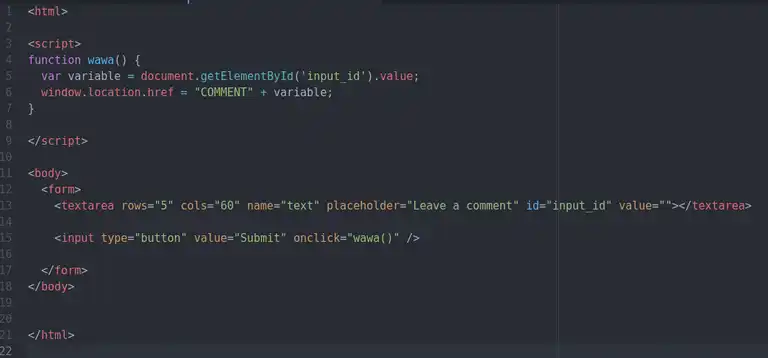 1 <html>
2
3 <script>
4 function wawa() {
5   var variable = document.getElementById('input_id').value;
6   window.location.href = "COMMENT" + variable;
7 }
8
9 </script>
10
11 <body>
12   <form>
13     <textarea rows="5" cols="60" name="text" placeholder="Leave a comment" id="input_id" value=""></textarea>
14
15     <input type="button" value="Submit" onclick="wawa()" />
16
17   </form>
18 </body>
19
20
21 </html>
22